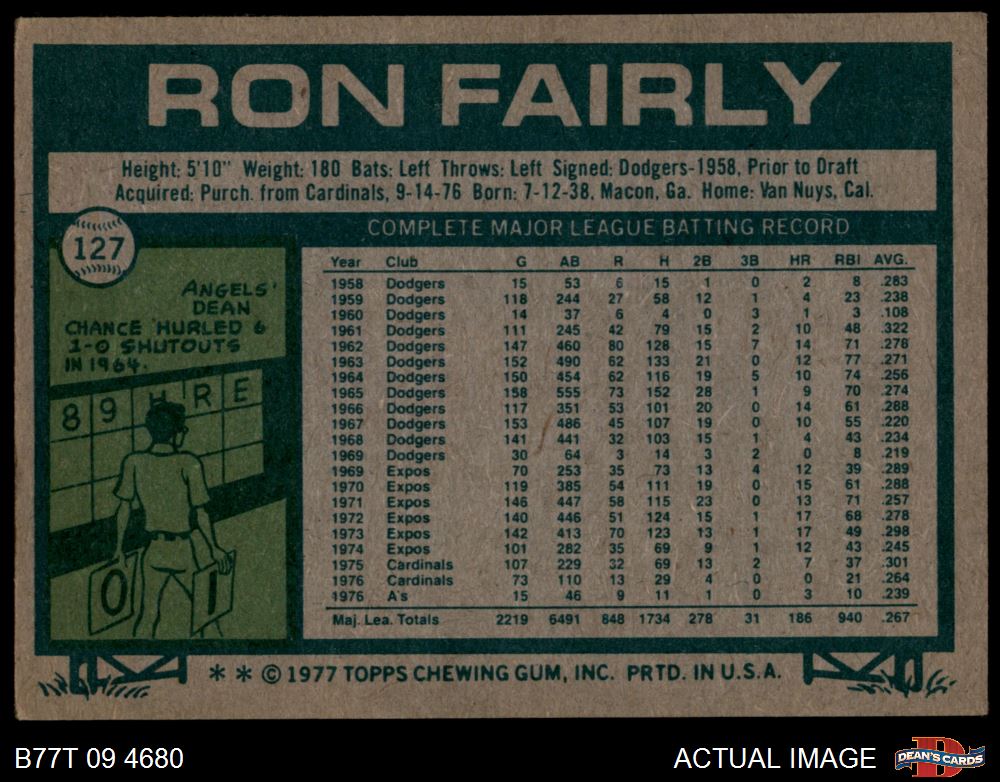 RON FAIRLY
Height: 5'10" Weight: 180 Bats: Left Throws: Left Signed: Dodgers-1958, Prior to Draft
Acquired: Purch. from Cardinals, 9-14-76 Born: 7-12-38, Macon, Ga. Home: Van Nuys, Cal.
127
ANGELS'
DEAN
CHANCE HURLED 6
1-0 SHUTOUTS
IN 1964.
8 9 H R E
0 1
COMPLETE MAJOR LEAGUE BATTING RECORD
Year Club G AB R H 2B 3B HR RBI AVG.
1958 Dodgers 15 53 6 15 1 0 2 8 .283
1959 Dodgers 118 244 27 58 12 1 4 23 .238
1960 Dodgers 14 37 6 4 0 3 1 3 .108
1961 Dodgers 111 245 42 79 15 2 10 48 .322
1962 Dodgers 147 460 80 128 15 7 14 71 .278
1963 Dodgers 152 490 62 133 21 0 12 77 .271
1964 Dodgers 150 454 62 116 19 5 10 74 .256
1965 Dodgers 158 555 73 152 28 1 9 70 .274
1966 Dodgers 117 351 53 101 20 0 14 61 .288
1967 Dodgers 153 486 45 107 19 0 10 55 .220
1968 Dodgers 141 441 32 103 15 1 4 43 .234
1969 Dodgers 30 64 3 14 3 2 0 8 .219
1969 Expos 70 253 35 73 13 4 12 39 .289
1970 Expos 119 385 54 111 19 0 15 61 .288
1971 Expos 146 447 58 115 23 0 13 71 .257
1972 Expos 140 446 51 124 15 1 17 68 .278
1973 Expos 142 413 70 123 13 1 17 49 .298
1974 Expos 101 282 35 69 9 1 12 43 .245
1975 Cardinals 107 229 32 69 13 2 7 37 .301
1976 Cardinals 73 110 13 29 4 0 0 21 .264
1976 A's 15 46 9 11 1 0 3 10 .239
Maj. Lea. Totals 2219 6491 848 1734 278 31 186 940 .267
* * © 1977 TOPPS CHEWING GUM, INC. PRTD. IN U.S.A.
B77T 09 4680
ACTUAL IMAGE
D
DEAN'S CARDS